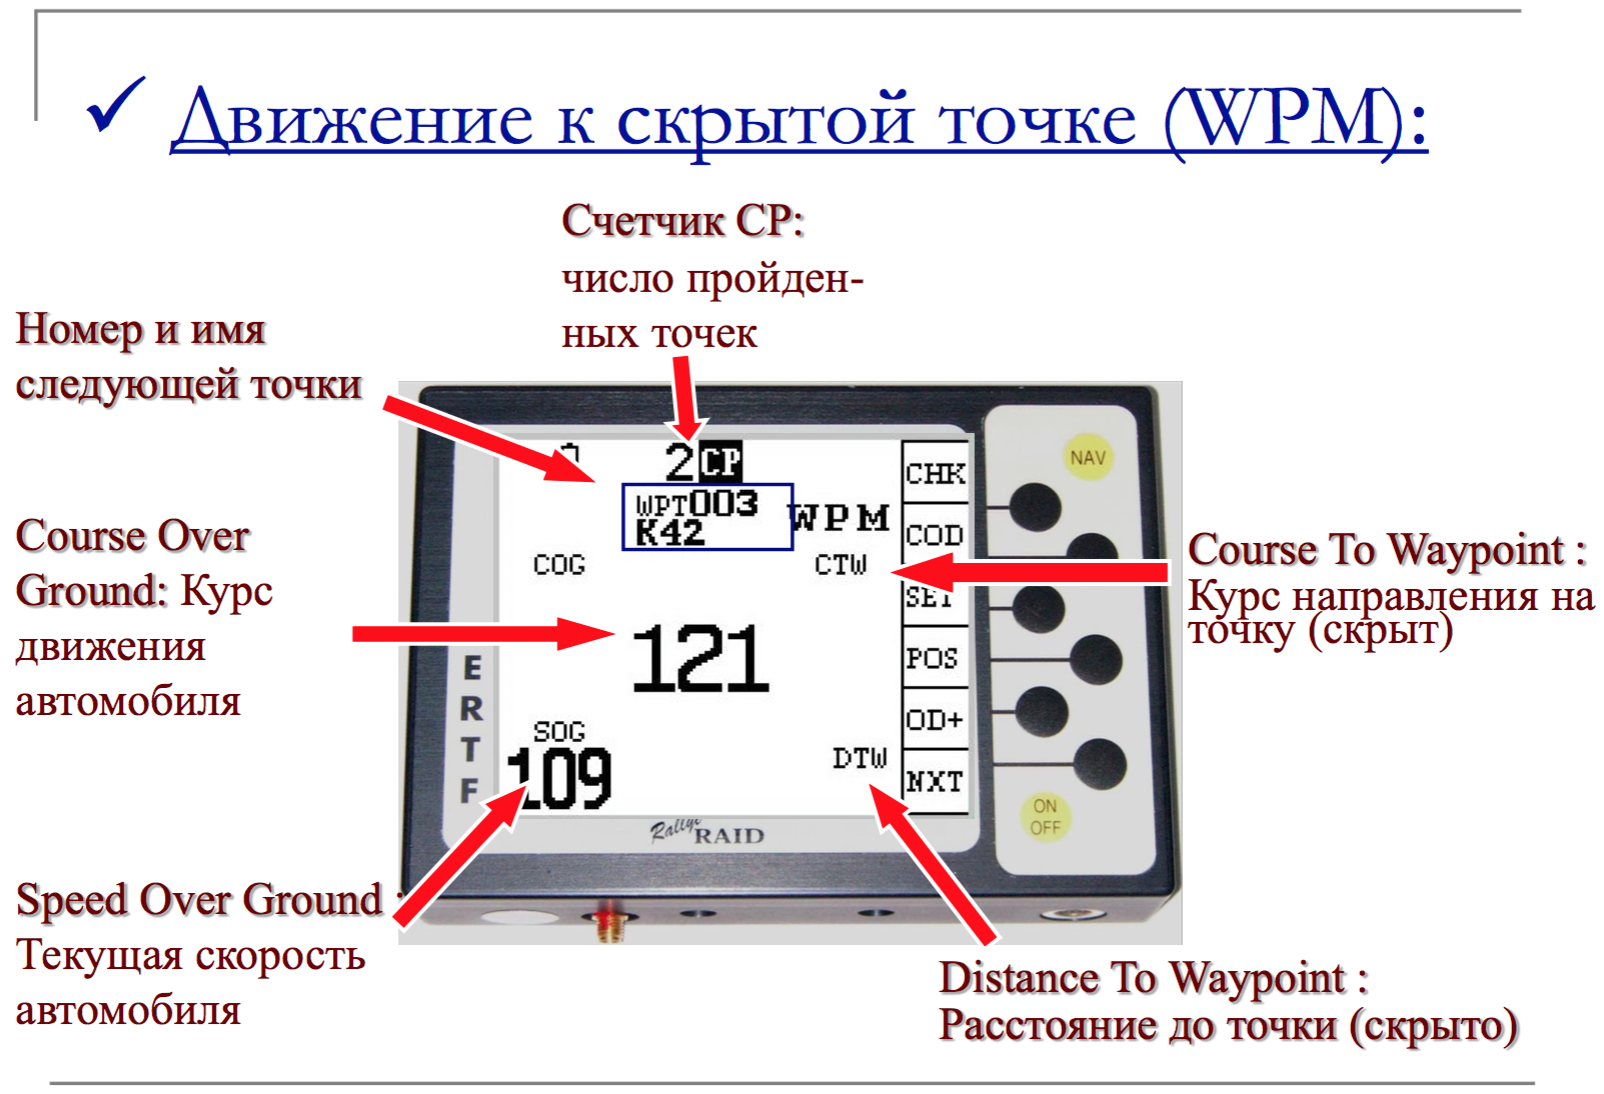 ✓ Движение к скрытой точке (WPM):
Счетчик CP:
число пройден-
ных точек
Номер и имя
следующей точки
Course Over
Ground: Курс
движения
автомобиля
Speed Over Ground :
Текущая скорость
автомобиля
2 CP
WPT003
K42
WPM
COG
CTW
121
SOG
109
DTW
CHK
COD
SET
POS
OD+
NXT
NAV
ON
OFF
ERTF
Rallye RAID
Course To Waypoint :
Курс направления на
точку (скрыт)
Distance To Waypoint :
Расстояние до точки (скрыто)